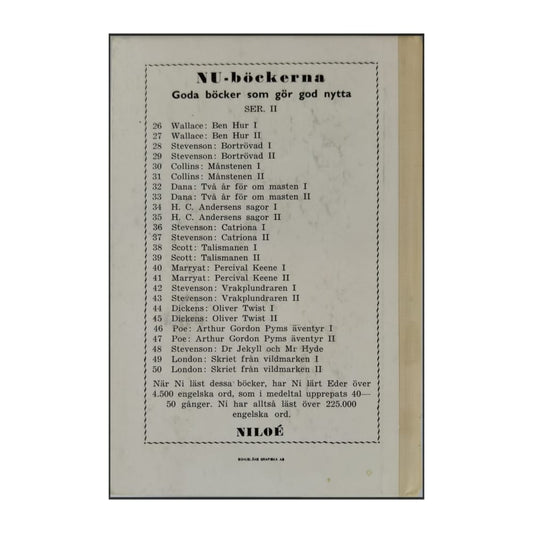 NU-böckerna
Goda böcker som gör god nytta
SER. II
26 Wallace: Ben Hur I
27 Wallace: Ben Hur II
28 Stevenson: Bortrövad I
29 Stevenson: Bortrövad II
30 Collins: Månstenen I
31 Collins: Månstenen II
32 Dana: Två år för om masten I
33 Dana: Två år för om masten II
34 H. C. Andersens sagor I
35 H. C. Andersens sagor II
36 Stevenson: Catriona I
37 Stevenson: Catriona II
38 Scott: Talismanen I
39 Scott: Talismanen II
40 Marryat: Percival Keene I
41 Marryat: Percival Keene II
42 Stevenson: Vrakplundraren I
43 Stevenson: Vrakplundraren II
44 Dickens: Oliver Twist I
45 Dickens: Oliver Twist II
46 Poe: Arthur Gordon Pyms äventyr I
47 Poe: Arthur Gordon Pyms äventyr II
48 Stevenson: Dr Jekyll och Mr Hyde
49 London: Skriet från vildmarken I
50 London: Skriet från vildmarken II
När Ni läst dessa böcker, har Ni lärt Eder över
4.500 engelska ord, som i medeltal upprepats 40—
50 gånger. Ni har alltså läst över 225.000
engelska ord.
NILOÉ
GRAFISKA AB